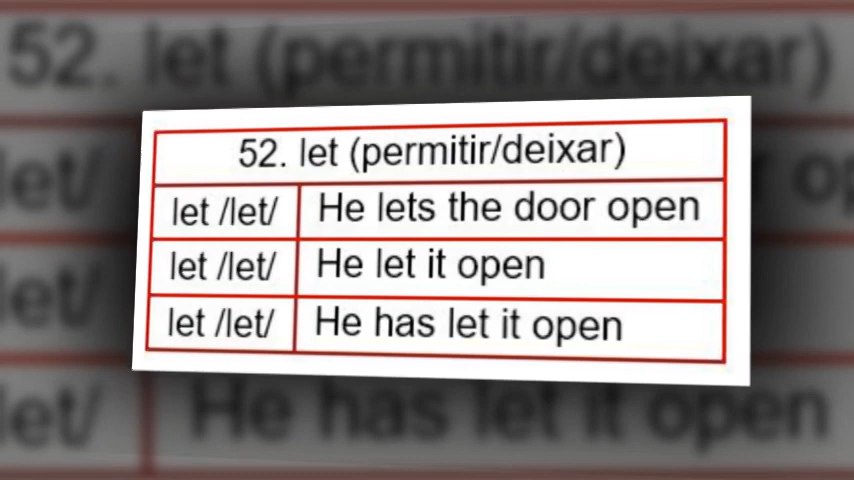 52. let (permitir/deixar)
let /let/ He lets the door open
let /let/ He let it open
let /let/ He has let it open